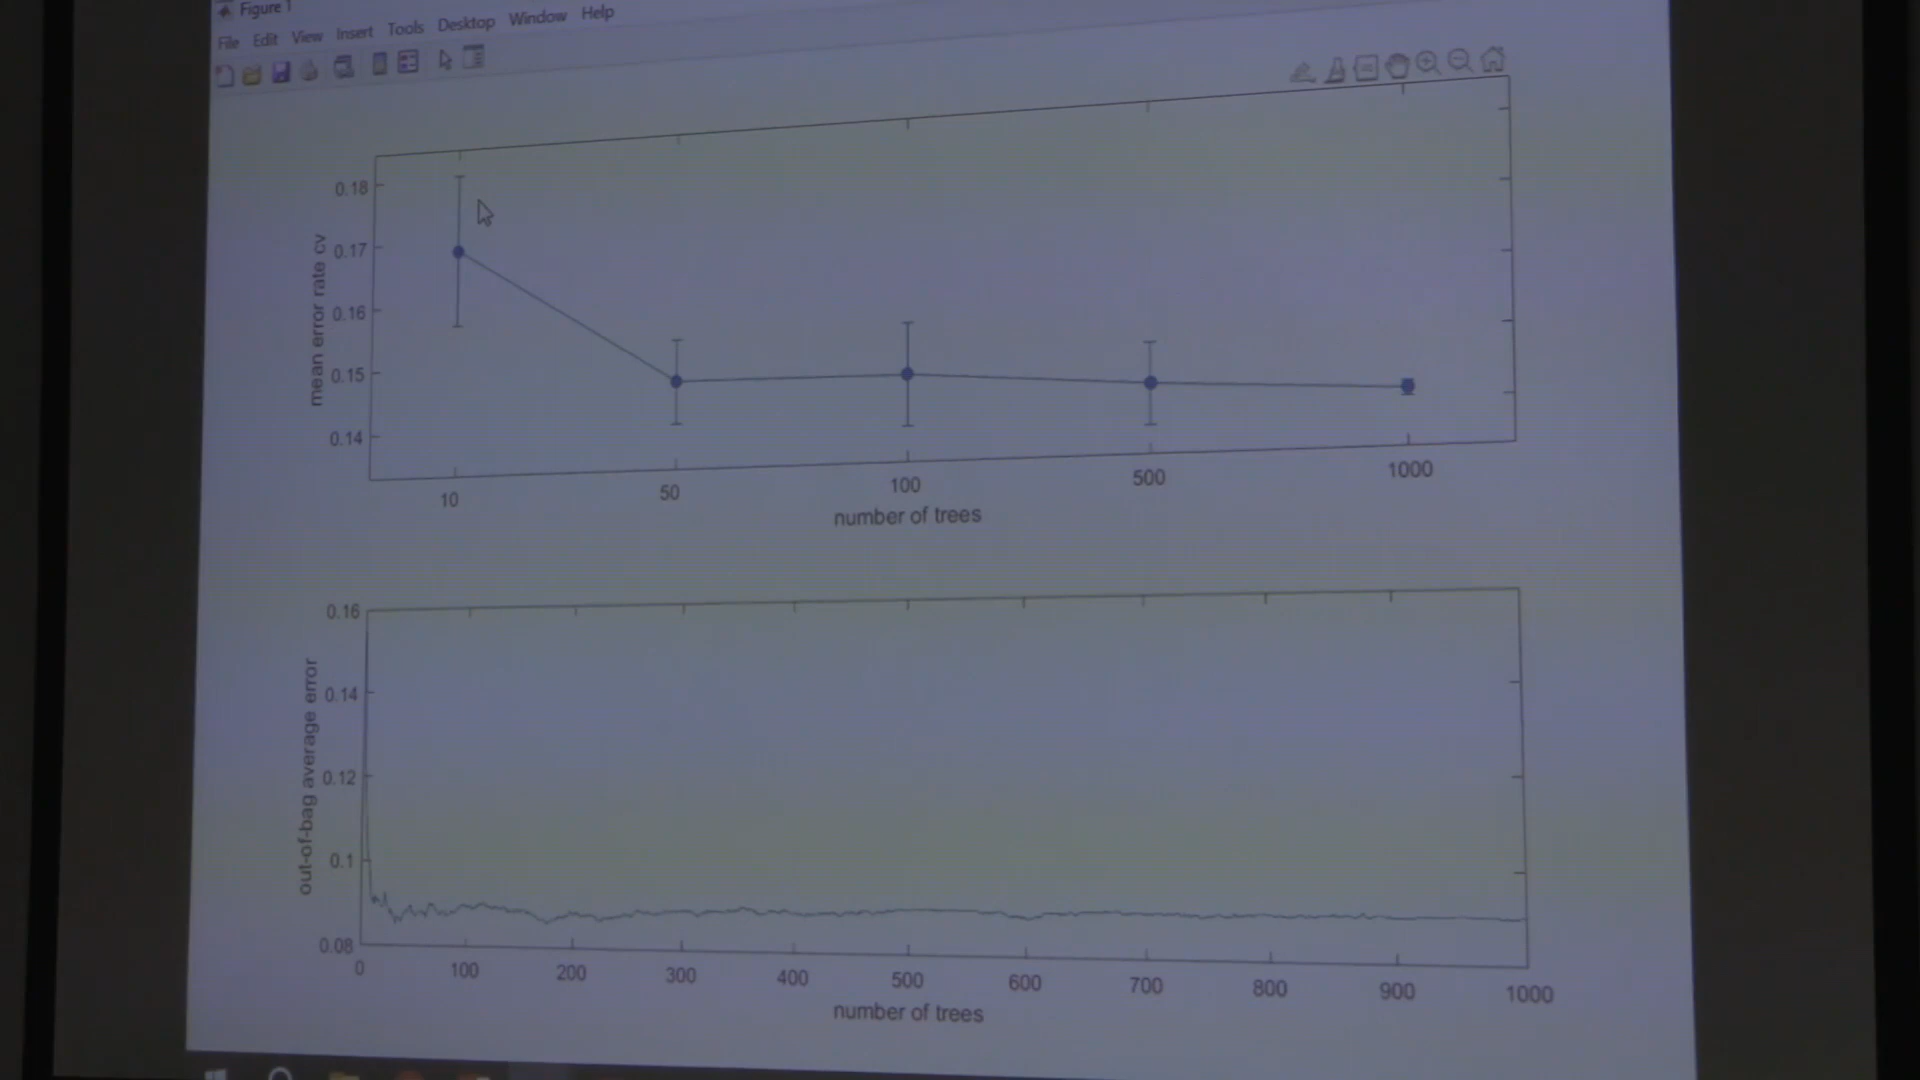 Figure 1
File Edit View Insert Tools Desktop Window Help
0.18
0.17
0.16
0.15
0.14
mean error rate cv
10 50 100 500 1000
number of trees
0.16
0.14
0.12
0.1
0.08
out-of-bag average error
0 100 200 300 400 500 600 700 800 900 1000
number of trees